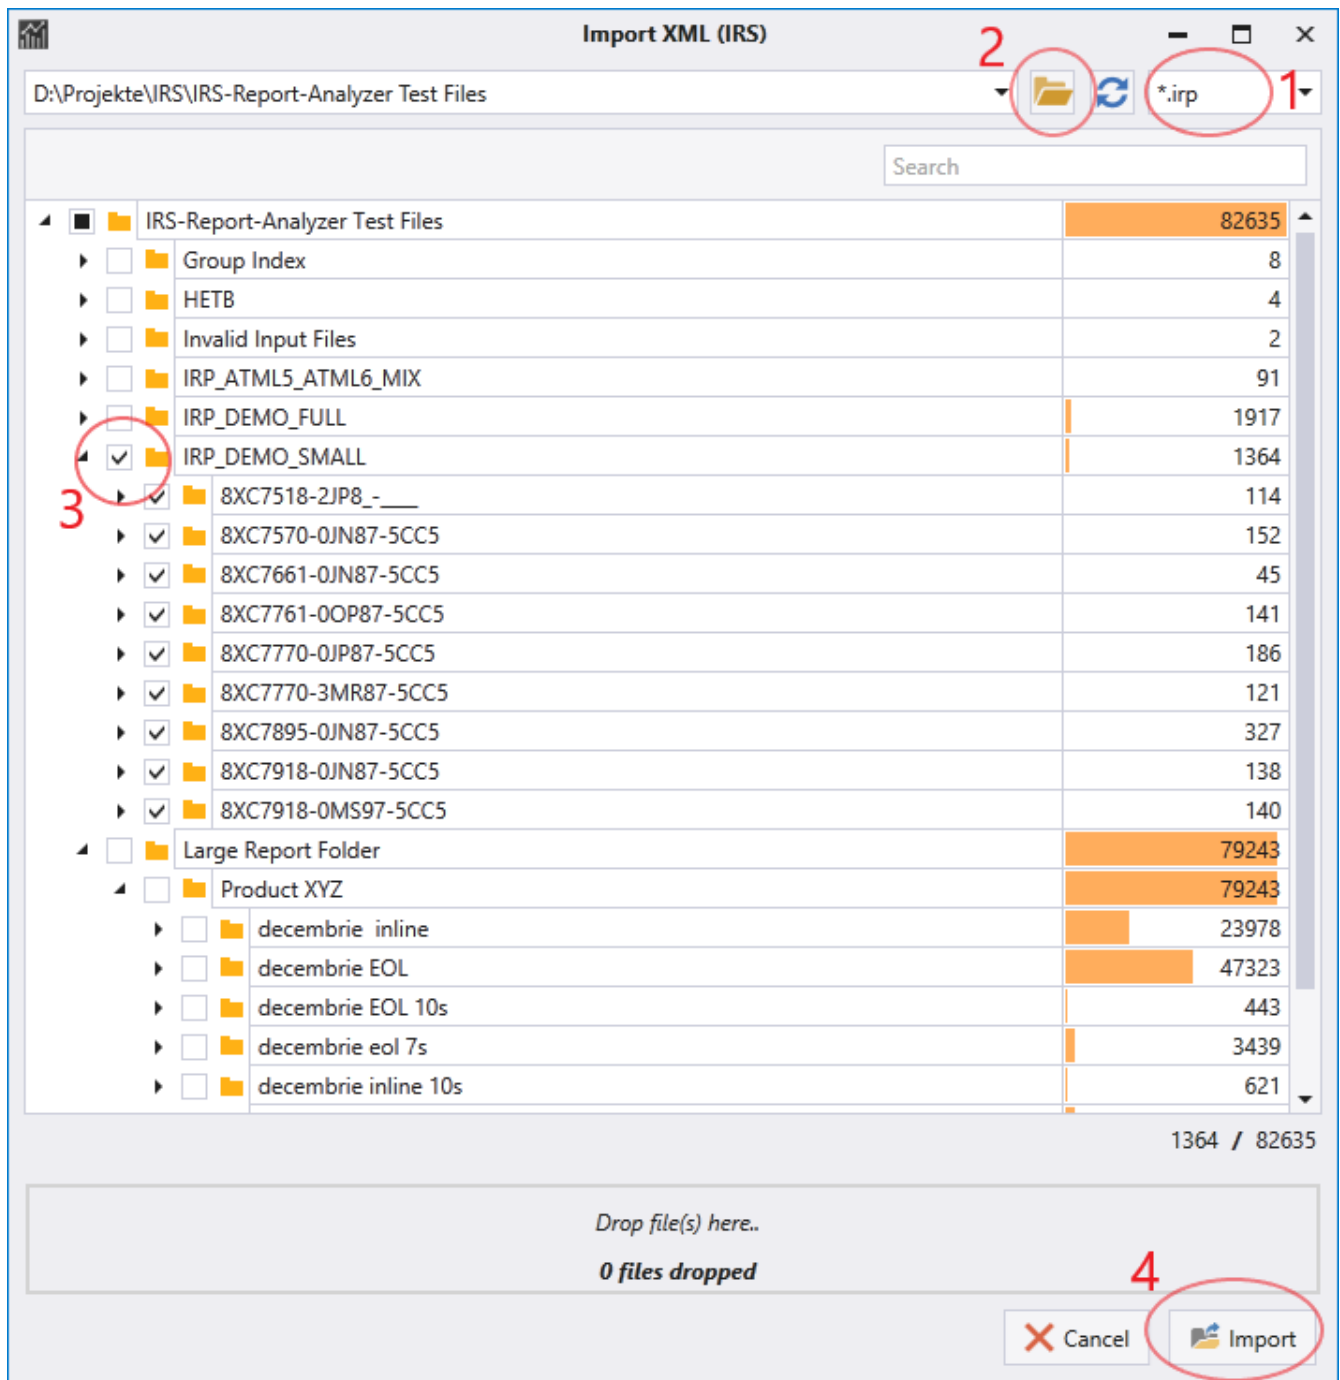 Import XML (IRS)
2
D:\Projekte\IRS\IRS-Report-Analyzer Test Files
*.irp
1
Search
IRS-Report-Analyzer Test Files 82635
Group Index 8
HETB 4
Invalid Input Files 2
IRP_ATML5_ATML6_MIX 91
IRP_DEMO_FULL 1917
IRP_DEMO_SMALL 1364
3
8XC7518-2JP8_-___ 114
8XC7570-0JN87-5CC5 152
8XC7661-0JN87-5CC5 45
8XC7761-0OP87-5CC5 141
8XC7770-0JP87-5CC5 186
8XC7770-3MR87-5CC5 121
8XC7895-0JN87-5CC5 327
8XC7918-0JN87-5CC5 138
8XC7918-0MS97-5CC5 140
Large Report Folder 79243
Product XYZ 79243
decembrie  inline 23978
decembrie EOL 47323
decembrie EOL 10s 443
decembrie eol 7s 3439
decembrie inline 10s 621
1364 / 82635
Drop file(s) here..
0 files dropped
4
Cancel
Import